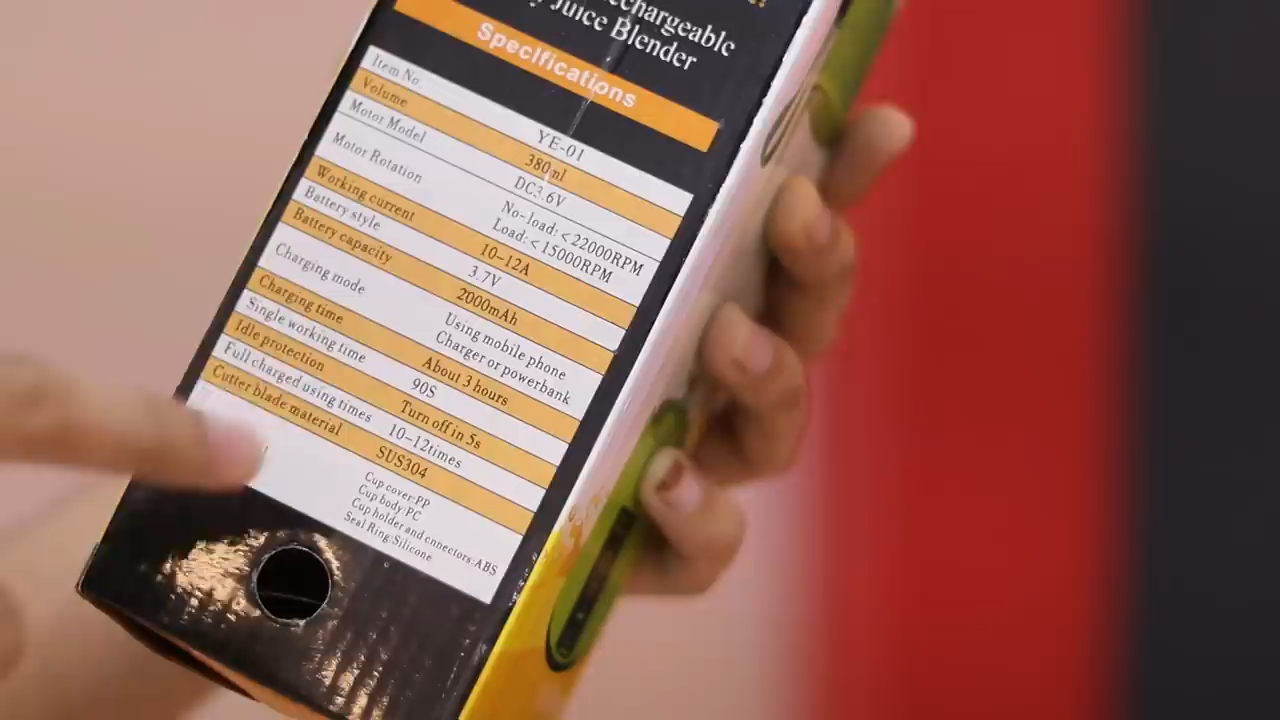 Rechargeable
Juice Blender
Specifications
Item No. YE-01
Volume 380ml
Motor Model DC3.6V
Motor Rotation No-load:<22000RPM
Load:<15000RPM
Working current 10-12A
Battery style 3.7V
Battery capacity 2000mAh
Charging mode Using mobile phone
Charger or powerbank
Charging time About 3 hours
Single working time 90S
Idle protection Turn off in 5s
Full charged using times 10-12times
Cutter blade material SUS304
Cup cover:PP
Cup body:PC
Cup holder and cnnectors:ABS
Seal Ring:Silicone